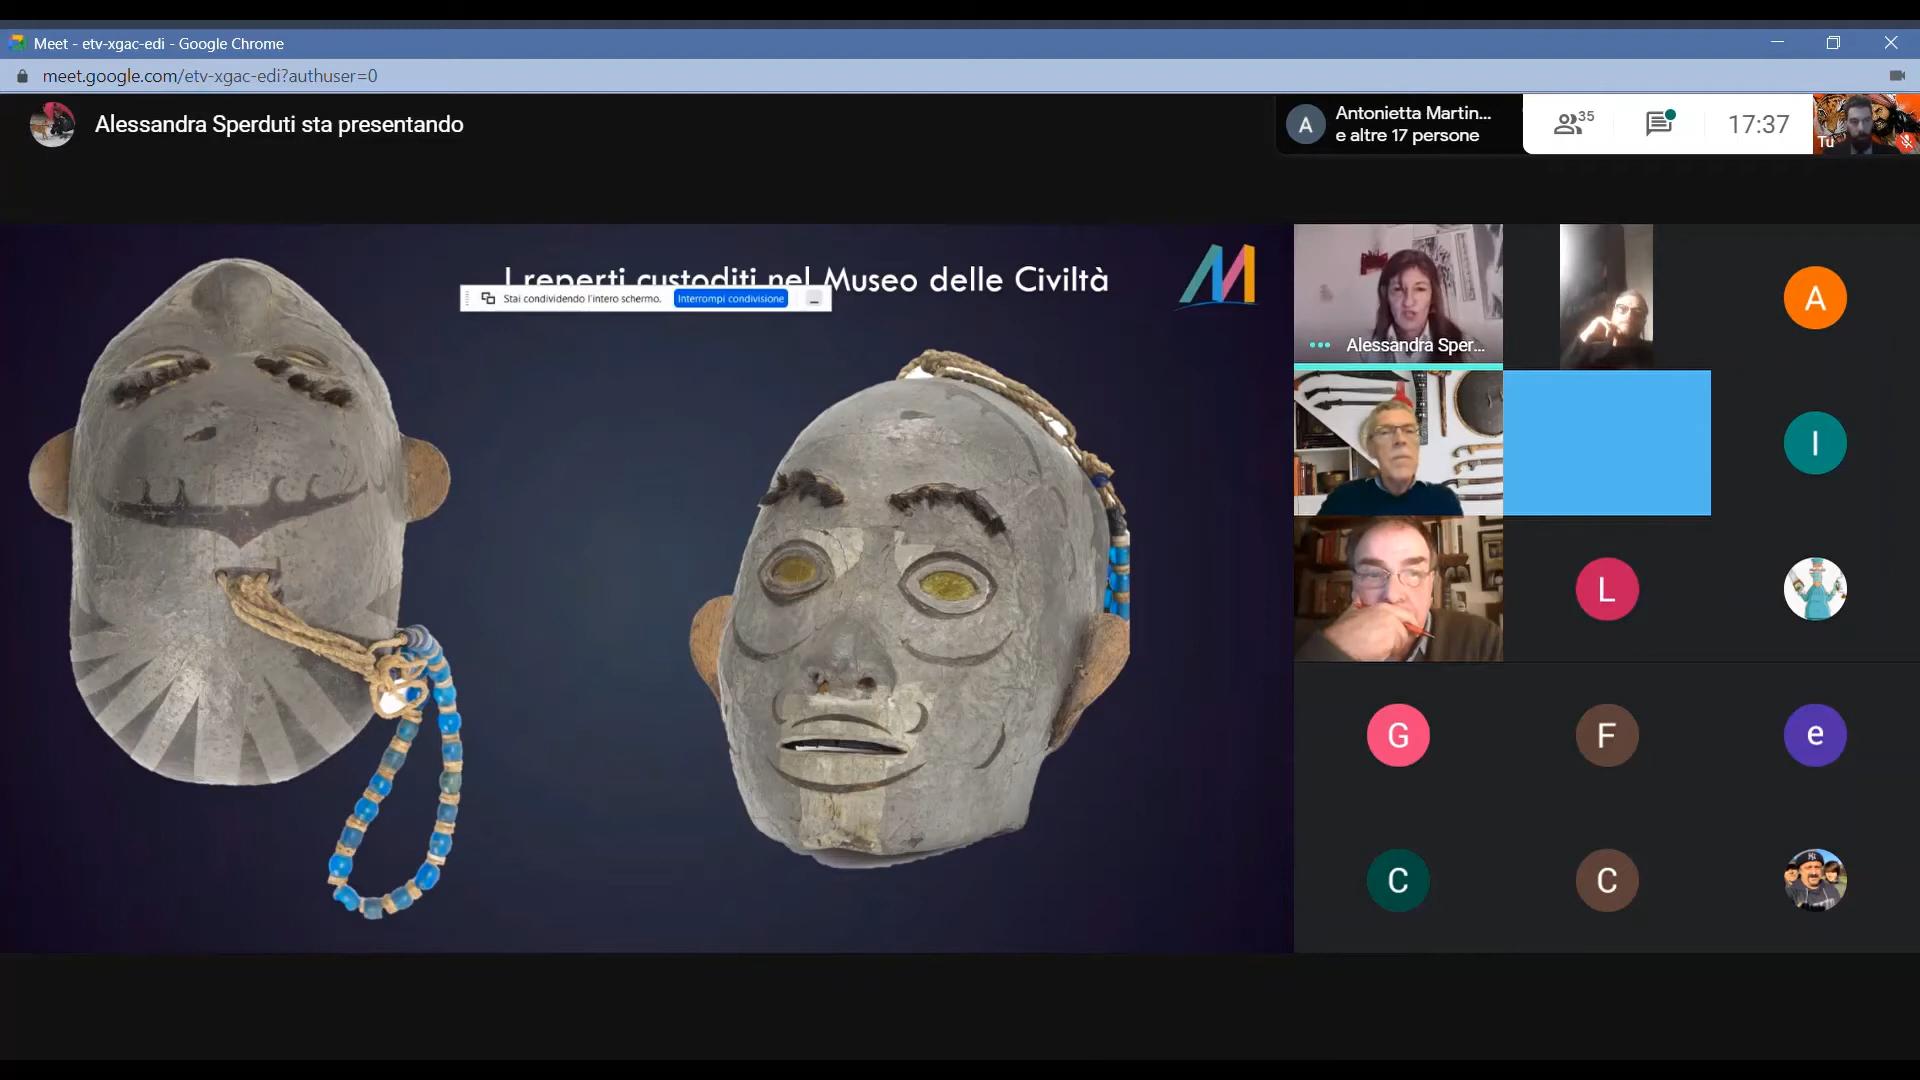 Meet - etv-xgac-edi - Google Chrome
meet.google.com/etv-xgac-edi?authuser=0
Alessandra Sperduti sta presentando
A
Antonietta Martin...
e altre 17 persone
35
17:37
Tu
I reperti custoditi nel Museo delle Civiltà
Stai condividendo l'intero schermo.
Interrompi condivisione
Alessandra Sper...
A
I
L
G
F
e
C
C